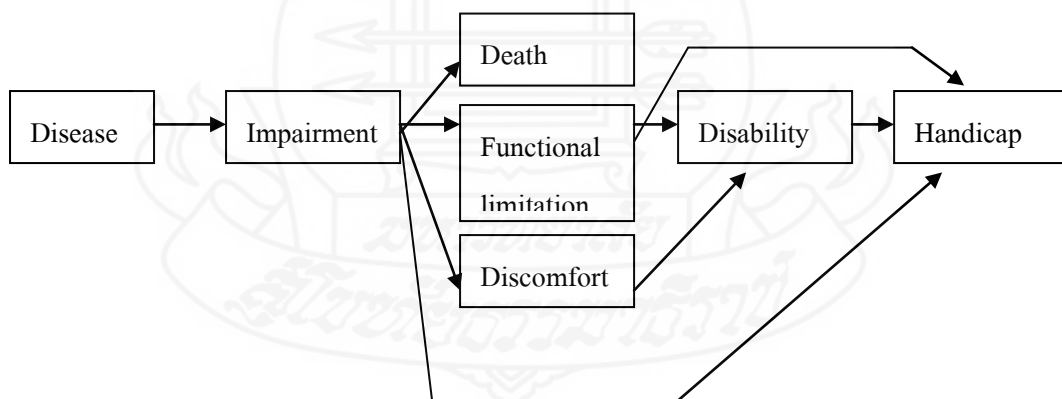 Death
Disease
Impairment
Functional
limitation
Disability
Handicap
Discomfort